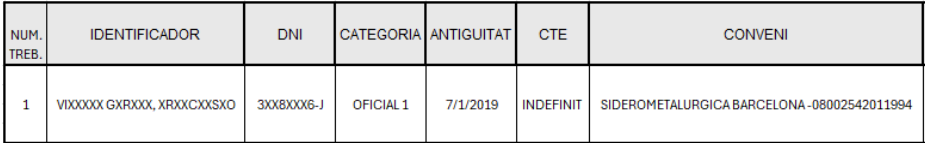 NUM. TREB. IDENTIFICADOR DNI CATEGORIA ANTIGUITAT CTE CONVENI
1 VIXXXXX GXRXXX, XRXXCXXSXO 3XX8XXX6-J OFICIAL 1 7/1/2019 INDEFINIT SIDEROMETALURGICA BARCELONA -08002542011994